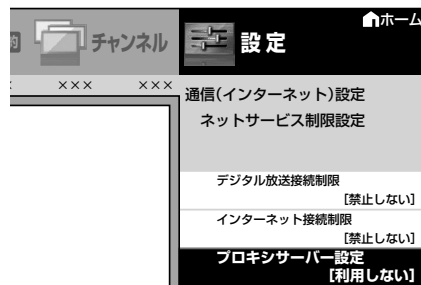 ホーム
チャンネル
設定
××× ×××
通信(インターネット)設定
ネットサービス制限設定
デジタル放送接続制限
[禁止しない]
インターネット接続制限
[禁止しない]
プロキシサーバー設定
[利用しない]